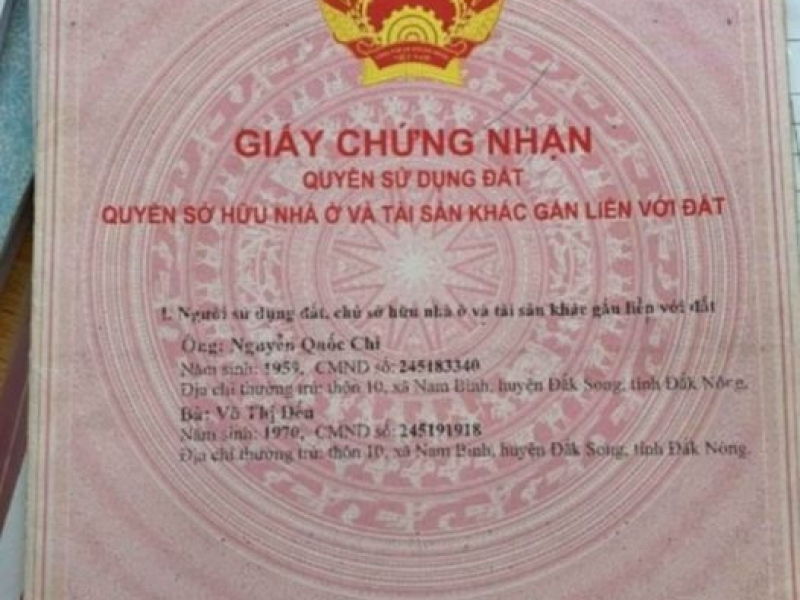 GIẤY CHỨNG NHẬN
QUYỀN SỬ DỤNG ĐẤT
QUYỀN SỞ HỮU NHÀ Ở VÀ TÀI SẢN KHÁC GẮN LIỀN VỚI ĐẤT
I. Người sử dụng đất, chủ sở hữu nhà ở và tài sản khác gắn liền với đất
Ông: Nguyễn Quốc Chi
Năm sinh: 1959, CMND số: 245183340
Địa chỉ thường trú: thôn 10, xã Nam Bình, huyện Đắk Song, tỉnh Đắk Nông.
Bà: Võ Thị Đều
Năm sinh: 1970, CMND số: 245191918
Địa chỉ thường trú: thôn 10, xã Nam Bình, huyện Đắk Song, tỉnh Đắk Nông.